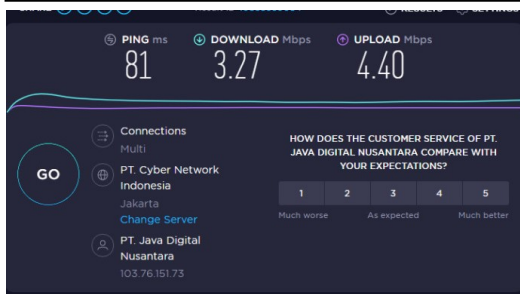 PING ms
DOWNLOAD Mbps
UPLOAD Mbps
81
3.27
4.40
Connections
Multi
PT. Cyber Network
Indonesia
Jakarta
Change Server
PT. Java Digital
Nusantara
103.76.151.73
GO
HOW DOES THE CUSTOMER SERVICE OF PT.
JAVA DIGITAL NUSANTARA COMPARE WITH
YOUR EXPECTATIONS?
1 2 3 4 5
Much worse As expected Much better